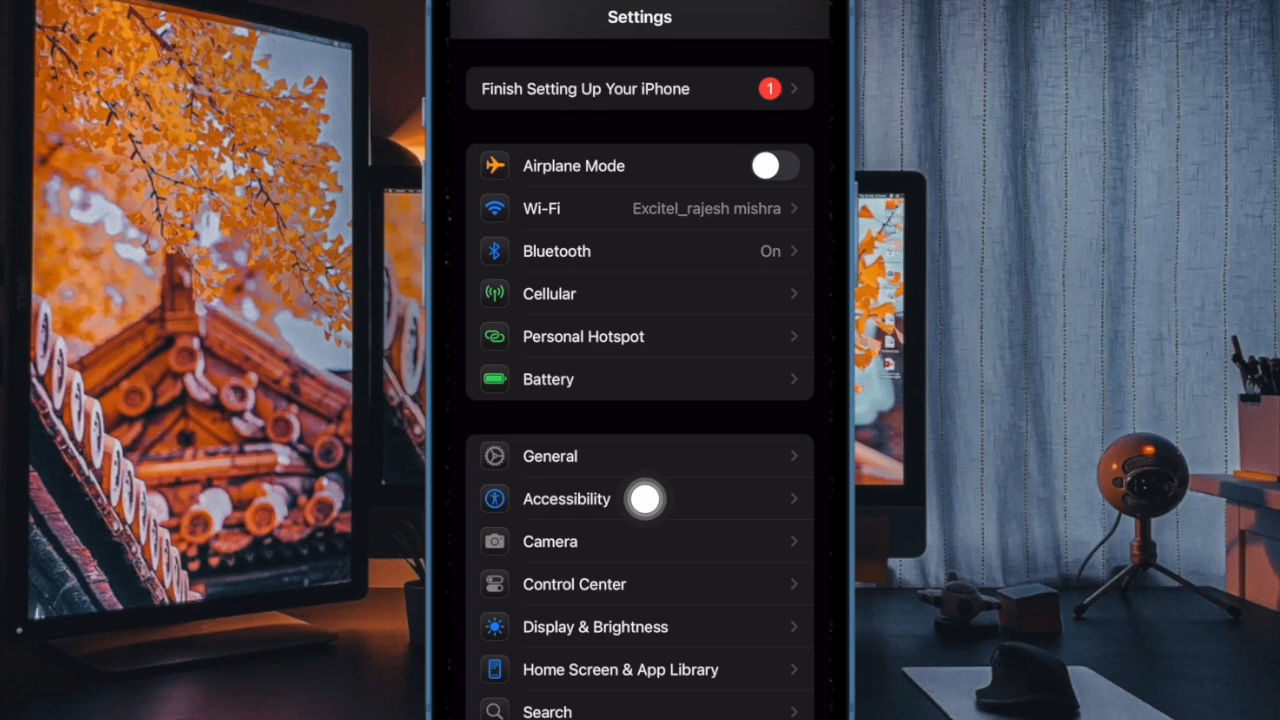 Settings
Finish Setting Up Your iPhone 1
Airplane Mode
Wi-Fi Excitel_rajesh mishra
Bluetooth On
Cellular
Personal Hotspot
Battery
General
Accessibility
Camera
Control Center
Display & Brightness
Home Screen & App Library
Search